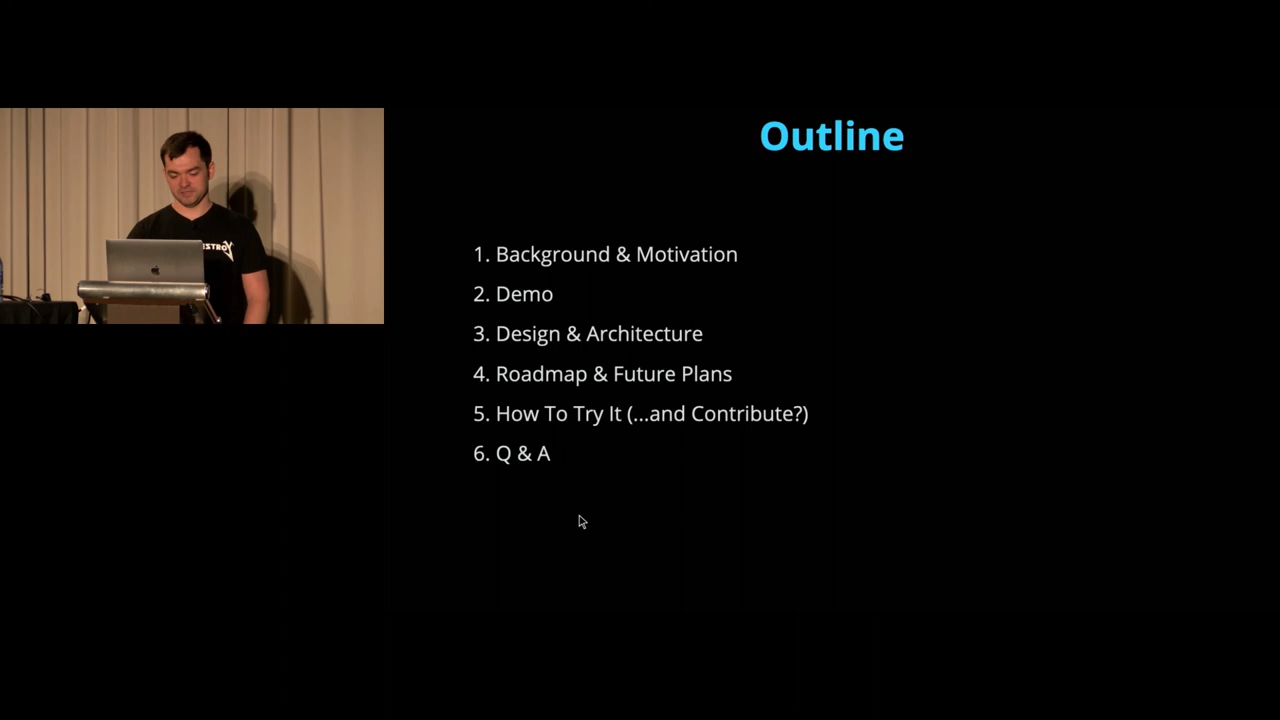 Outline
1. Background & Motivation
2. Demo
3. Design & Architecture
4. Roadmap & Future Plans
5. How To Try It (...and Contribute?)
6. Q & A